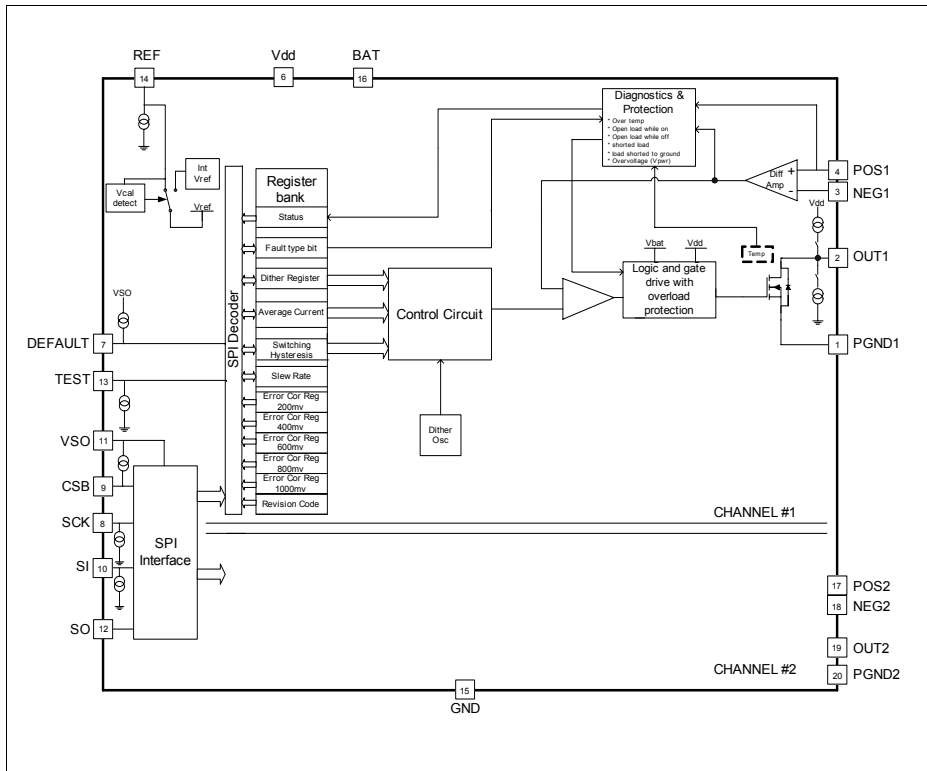 REF
Vdd
BAT
14
6
16
Diagnostics &
Protection
* Over temp
* Open load while on
* Open load while off
* shorted load
* load shorted to ground
* Overvoltage (Vpwr)
Int
Vref
Vcal
detect
Vref
Register
bank
Status
Fault type bit
Dither Register
Average Current
Switching
Hysteresis
Slew Rate
Error Cor Reg
200mv
Error Cor Reg
400mv
Error Cor Reg
600mv
Error Cor Reg
800mv
Error Cor Reg
1000mv
Revision Code
SPI Decoder
Control Circuit
Dither
Osc
Diff
Amp
+
-
4
POS1
3
NEG1
Vdd
Temp
2
OUT1
Vbat
Vdd
Logic and gate
drive with
overload
protection
1
PGND1
VSO
DEFAULT
7
TEST
13
VSO
11
CSB
9
SCK
8
SI
10
SO
12
SPI
Interface
CHANNEL #1
17
POS2
18
NEG2
19
OUT2
CHANNEL #2
20
PGND2
15
GND